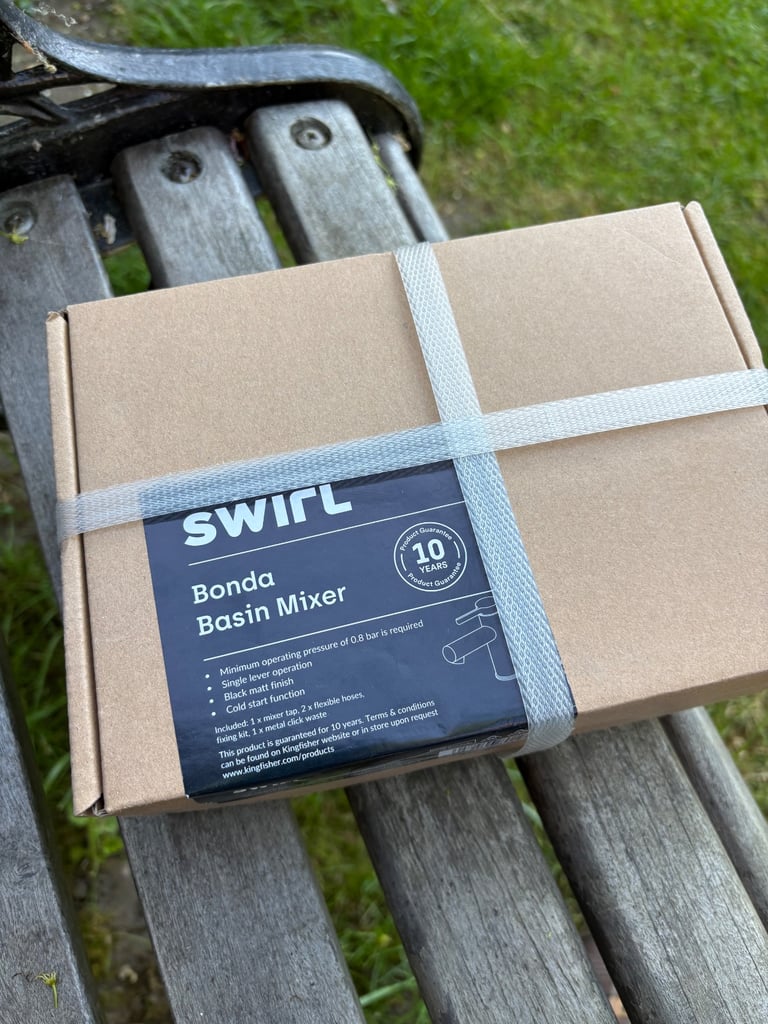 swirl
Product Guarantee
10
YEARS
Product Guarantee
Bonda
Basin Mixer
• Minimum operating pressure of 0.8 bar is required
• Single lever operation
• Black matt finish
• Cold start function
Included: 1 x mixer tap, 2 x flexible hoses,
fixing kit, 1 x metal click waste
This product is guaranteed for 10 years. Terms & conditions
can be found on Kingfisher website or in store upon request
www.kingfisher.com/products